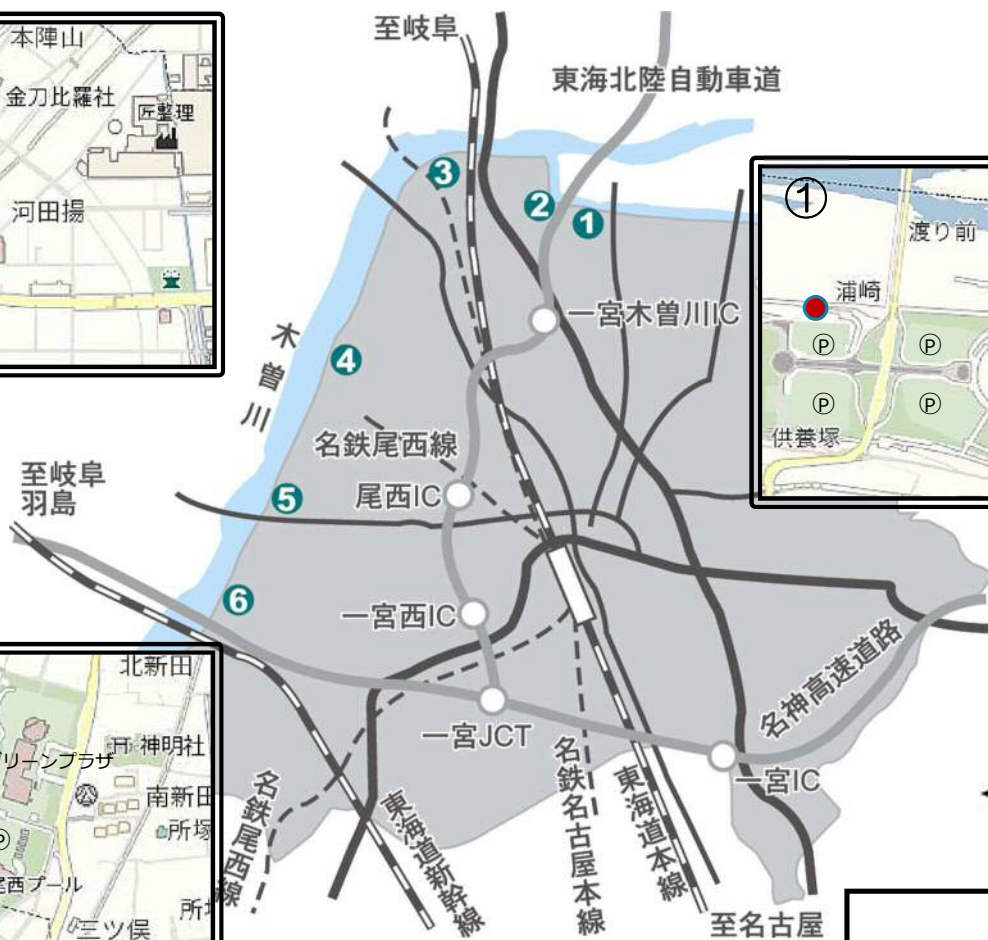 本陣山
金刀比羅社
匠整理
河田揚
至岐阜
東海北陸自動車道
③
②
①
一宮木曽川IC
①
渡り前
浦崎
Ⓟ
Ⓟ
Ⓟ
Ⓟ
供養塚
木曽川
④
名鉄尾西線
尾西IC
至岐阜
羽島
⑤
⑥
一宮西IC
一宮JCT
名神高速道路
一宮IC
北新田
リーンプラザ
神明社
南新田
所塚
Ⓟ
西プール
三ツ俣
名鉄尾西線
東海道新幹線
名鉄名古屋本線
東海道本線
至名古屋